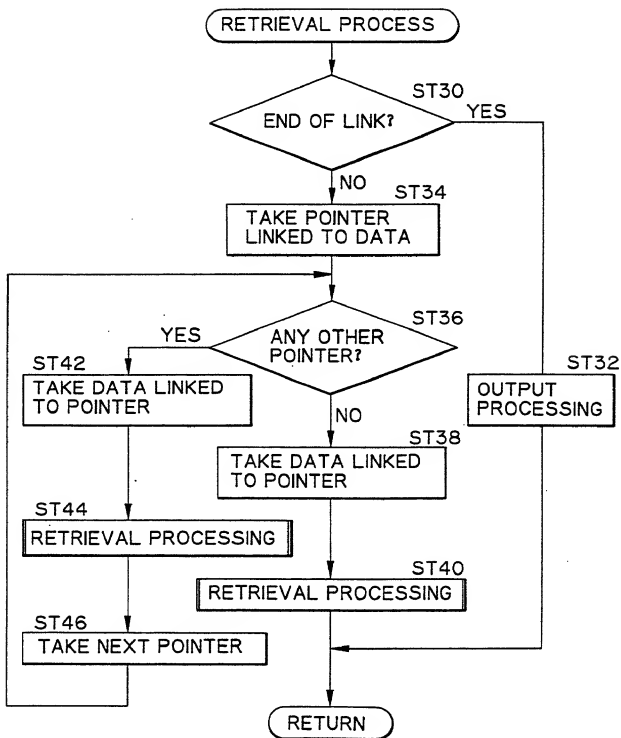 RETRIEVAL PROCESS
ST30
END OF LINK?
YES
NO
ST34
TAKE POINTER
LINKED TO DATA
ST36
YES
ANY OTHER
POINTER?
ST42
TAKE DATA LINKED
TO POINTER
ST32
OUTPUT
PROCESSING
NO
ST38
TAKE DATA LINKED
TO POINTER
ST44
RETRIEVAL PROCESSING
ST40
RETRIEVAL PROCESSING
ST46
TAKE NEXT POINTER
RETURN